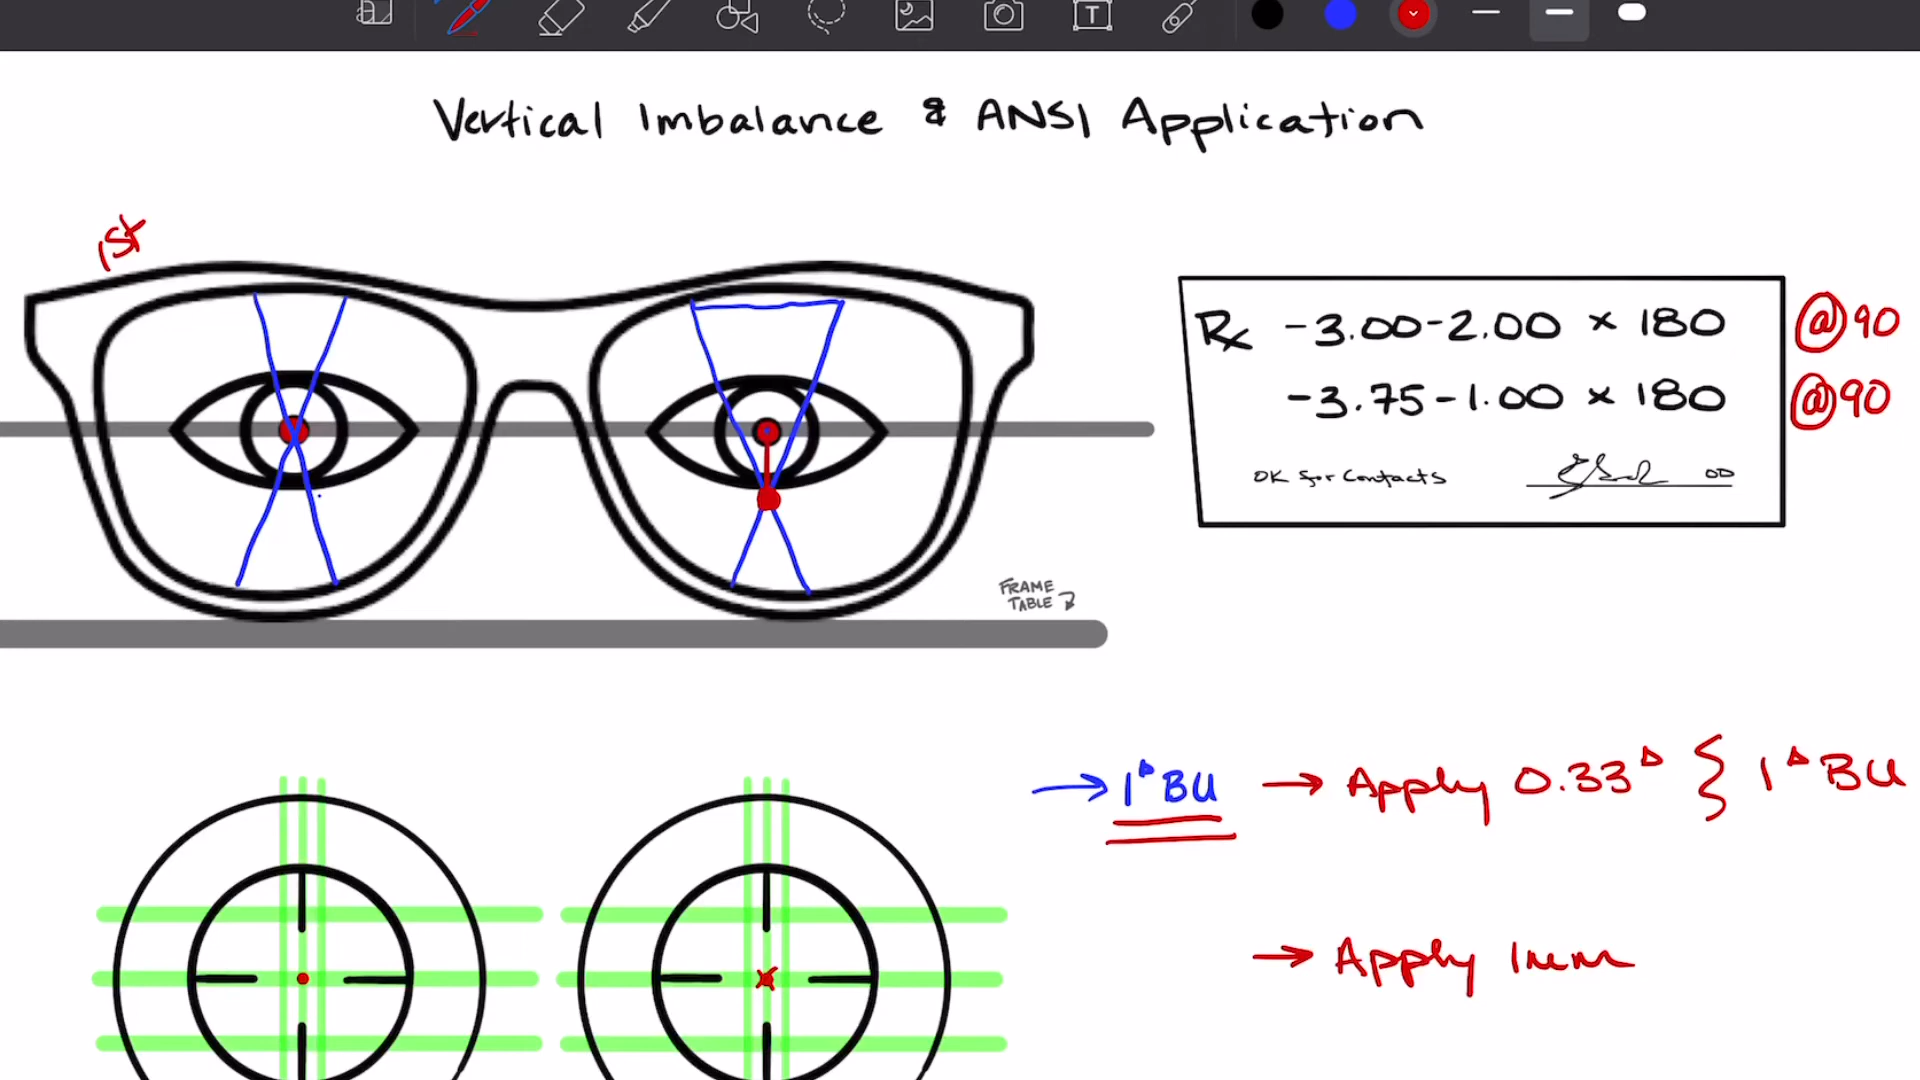 Vertical Imbalance & ANSI Application
1st
Rx -3.00-2.00 x 180 @90
-3.75-1.00 x 180 @90
OK for Contacts OD
FRAME
TABLE
→ 1△ BU → Apply 0.33△ } 1△ BU
→ Apply 1mm